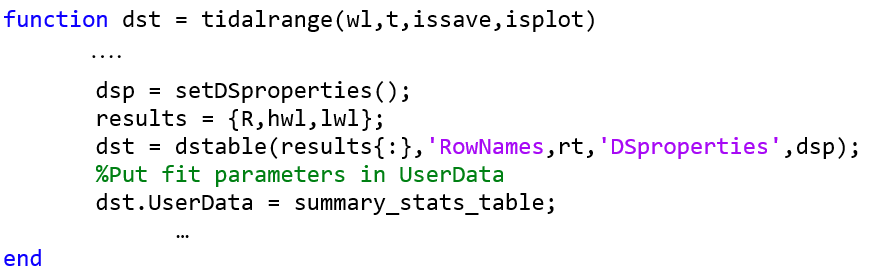 function dst = tidalrange(wl,t,issave,isplot)
....
dsp = setDSproperties();
results = {R,hwl,lwl};
dst = dstable(results{:},'RowNames,rt,'DSproperties',dsp);
%Put fit parameters in UserData
dst.UserData = summary_stats_table;
…
end